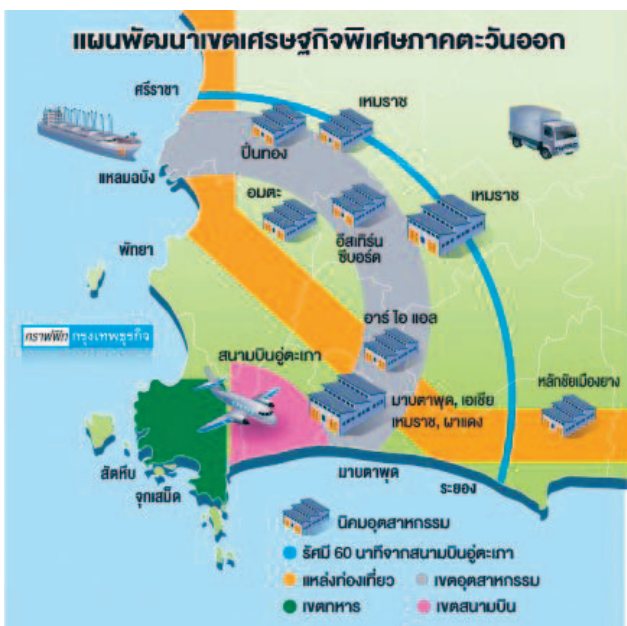 แผนพัฒนาเขตเศรษฐกิจพิเศษภาคตะวันออก
ศรีราชา
เหมราช
ปิ่นทอง
แหลมฉบัง
อมตะ
เหมราช
อีสเทิร์น
ซีบอร์ด
พัทยา
อาร์ ไอ แอล
กราฟฟิก กรุงเทพธุรกิจ
สนามบินอู่ตะเภา
หลักชัยเมืองยาง
มาบตาพุด, เอเชีย
เหมราช, ผาแดง
สัตหีบ
จุกเสม็ด
มาบตาพุด
ระยอง
นิคมอุตสาหกรรม
รัศมี 60 นาทีจากสนามบินอู่ตะเภา
แหล่งท่องเที่ยว
เขตอุตสาหกรรม
เขตทหาร
เขตสนามบิน